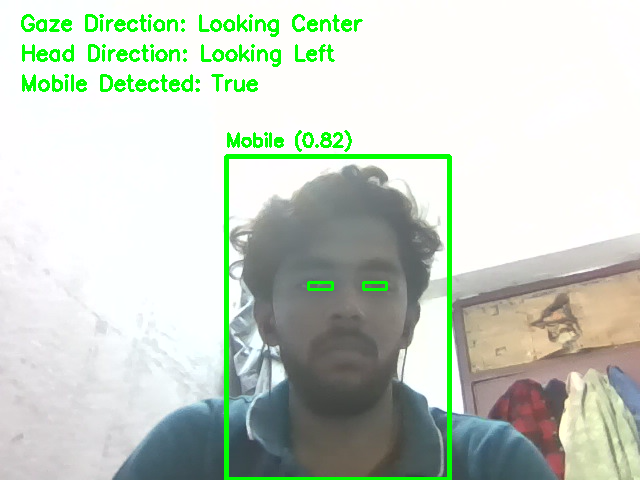 Gaze Direction: Looking Center
Head Direction: Looking Left
Mobile Detected: True
Mobile (0.82)